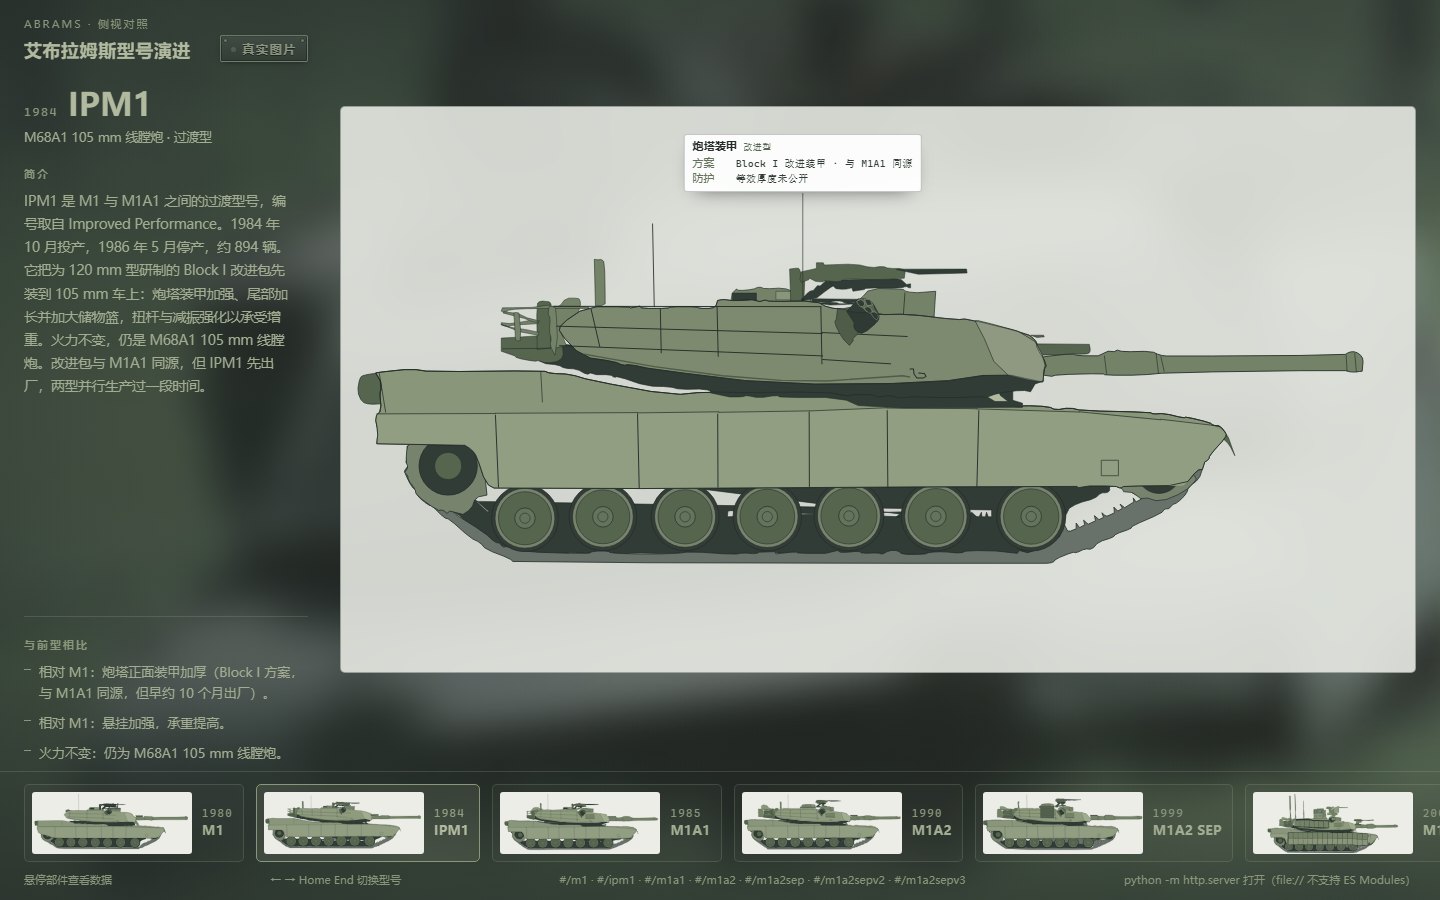 ABRAMS · 侧视对照
艾布拉姆斯型号演进
真实图片
1984 IPM1
M68A1 105 mm 线膛炮 · 过渡型
简介
IPM1 是 M1 与 M1A1 之间的过渡型号，编
号取自 Improved Performance。1984 年
10 月投产，1986 年 5 月停产，约 894 辆。
它把为 120 mm 型研制的 Block I 改进包先
装到 105 mm 车上：炮塔装甲加强、尾部加
长并加大储物篮，扭杆与减振强化以承受增
重。火力不变，仍是 M68A1 105 mm 线膛
炮。改进包与 M1A1 同源，但 IPM1 先出
厂，两型并行生产过一段时间。
炮塔装甲 改进型
方案 Block I 改进装甲 · 与 M1A1 同源
防护 等效厚度未公开
与前型相比
– 相对 M1：炮塔正面装甲加厚（Block I 方案，
与 M1A1 同源，但早约 10 个月出厂）。
– 相对 M1：悬挂加强，承重提高。
– 火力不变：仍为 M68A1 105 mm 线膛炮。
1980
M1
1984
IPM1
1985
M1A1
1990
M1A2
1999
M1A2 SEP
悬停部件查看数据
← → Home End 切换型号
#/m1 · #/ipm1 · #/m1a1 · #/m1a2 · #/m1a2sep · #/m1a2sepv2 · #/m1a2sepv3
python -m http.server 打开（file:// 不支持 ES Modules）